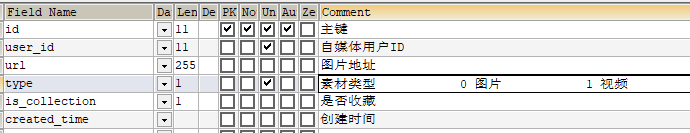 Field Name Da Len De PK No Un Au Ze Comment
id 11 主键
user_id 11 自媒体用户ID
url 255 图片地址
type 1 素材类型 0 图片 1 视频
is_collection 1 是否收藏
created_time 创建时间